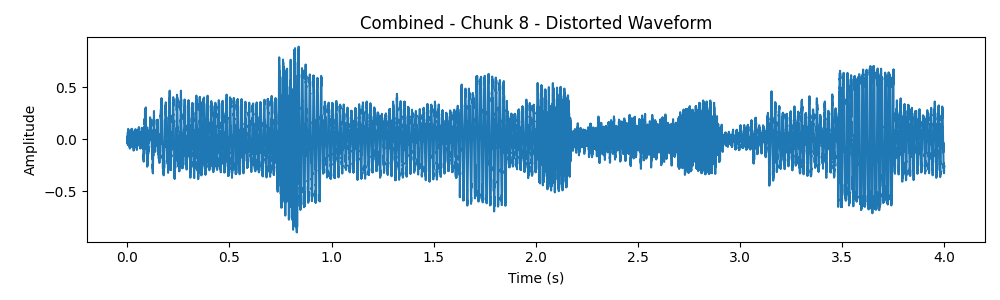 Combined - Chunk 8 - Distorted Waveform
Amplitude
0.5
0.0
−0.5
0.0 0.5 1.0 1.5 2.0 2.5 3.0 3.5 4.0
Time (s)